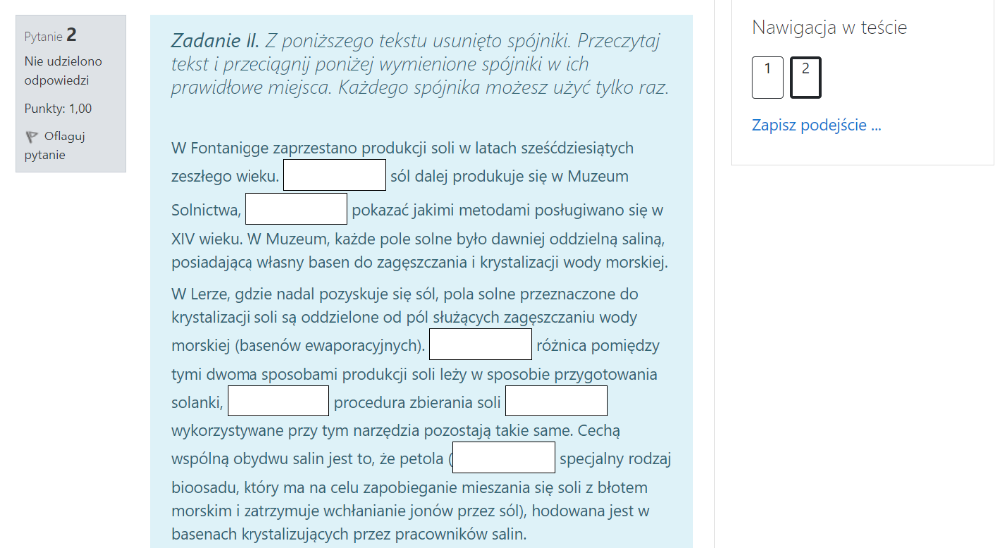 Pytanie 2
Nie udzielono
odpowiedzi
Punkty: 1,00
Oflaguj
pytanie
Zadanie II. Z poniższego tekstu usunięto spójniki. Przeczytaj
tekst i przeciągnij poniżej wymienione spójniki w ich
prawidłowe miejsca. Każdego spójnika możesz użyć tylko raz.
W Fontanigge zaprzestano produkcji soli w latach sześćdziesiątych
zeszłego wieku. sól dalej produkuje się w Muzeum
Solnictwa, pokazać jakimi metodami posługiwano się w
XIV wieku. W Muzeum, każde pole solne było dawniej oddzielną saliną,
posiadającą własny basen do zagęszczania i krystalizacji wody morskiej.
W Lerze, gdzie nadal pozyskuje się sól, pola solne przeznaczone do
krystalizacji soli są oddzielone od pól służących zagęszczaniu wody
morskiej (basenów ewaporacyjnych). różnica pomiędzy
tymi dwoma sposobami produkcji soli leży w sposobie przygotowania
solanki, procedura zbierania soli
wykorzystywane przy tym narzędzia pozostają takie same. Cechą
wspólną obydwu salin jest to, że petola ( specjalny rodzaj
bioosadu, który ma na celu zapobieganie mieszania się soli z błotem
morskim i zatrzymuje wchłanianie jonów przez sól), hodowana jest w
basenach krystalizujących przez pracowników salin.
Nawigacja w teście
1 2
Zapisz podejście ...